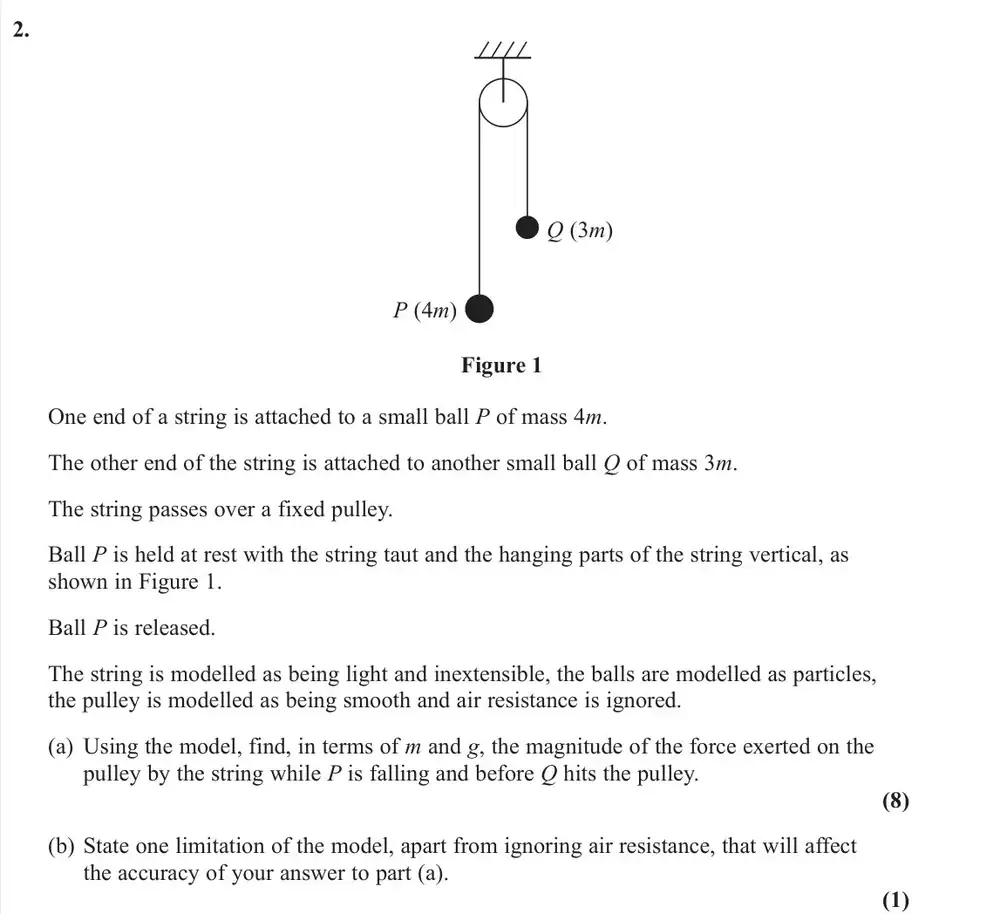 2.
Q (3m)
P (4m)
Figure 1
One end of a string is attached to a small ball P of mass 4m.
The other end of the string is attached to another small ball Q of mass 3m.
The string passes over a fixed pulley.
Ball P is held at rest with the string taut and the hanging parts of the string vertical, as
shown in Figure 1.
Ball P is released.
The string is modelled as being light and inextensible, the balls are modelled as particles,
the pulley is modelled as being smooth and air resistance is ignored.
(a) Using the model, find, in terms of m and g, the magnitude of the force exerted on the
pulley by the string while P is falling and before Q hits the pulley.
(8)
(b) State one limitation of the model, apart from ignoring air resistance, that will affect
the accuracy of your answer to part (a).
(1)